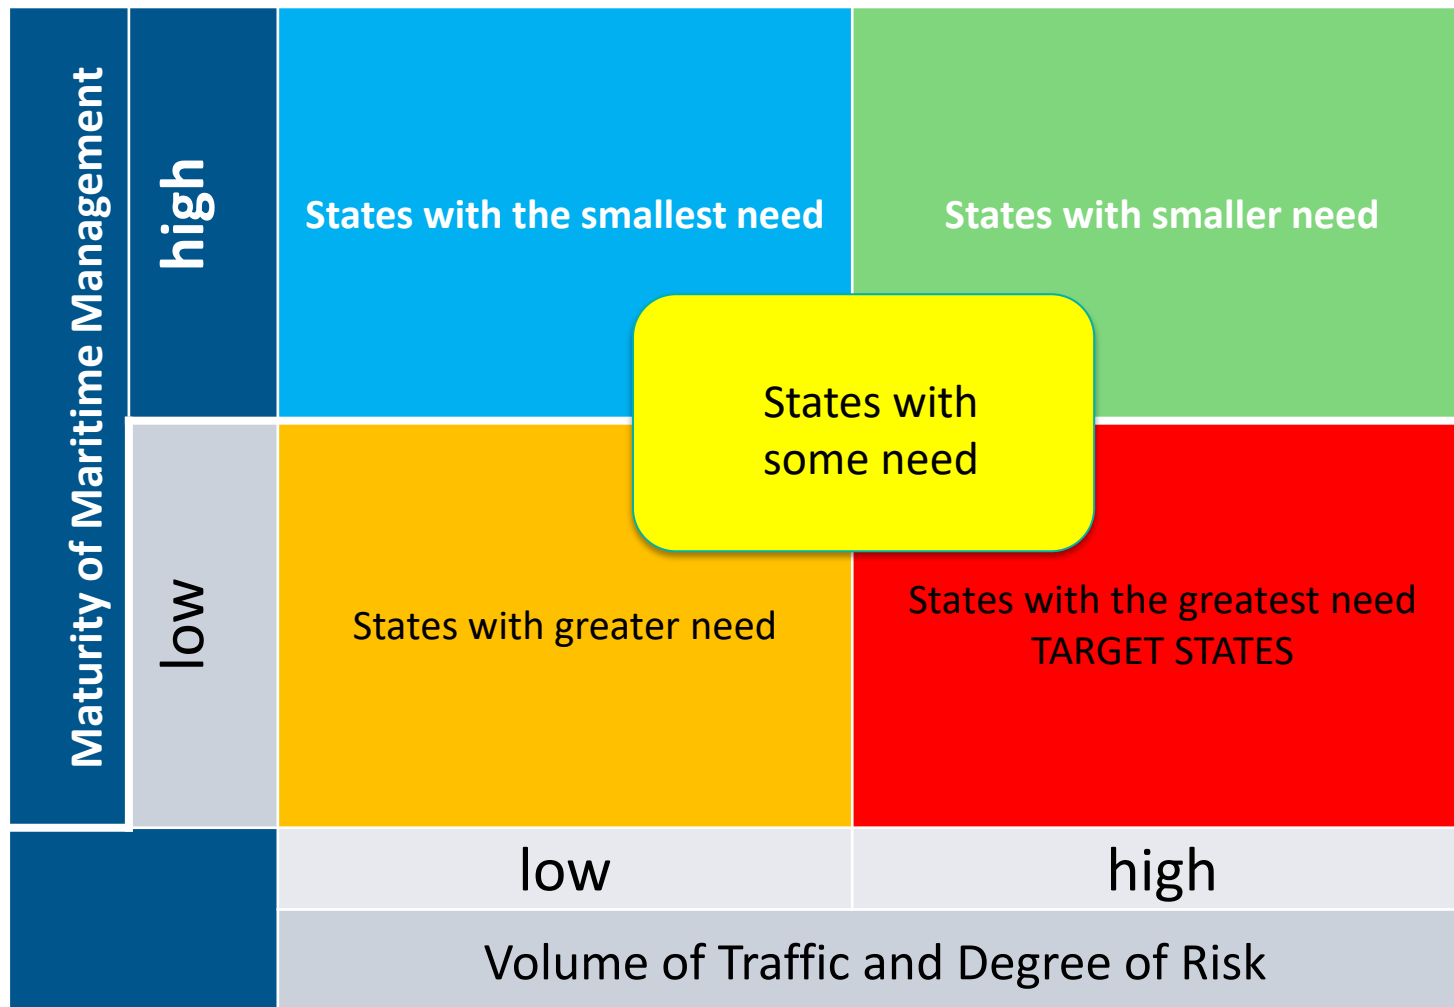 Maturity of Maritime Management
high
States with the smallest need
States with smaller need
States with
some need
low
States with greater need
States with the greatest need
TARGET STATES
low
high
Volume of Traffic and Degree of Risk